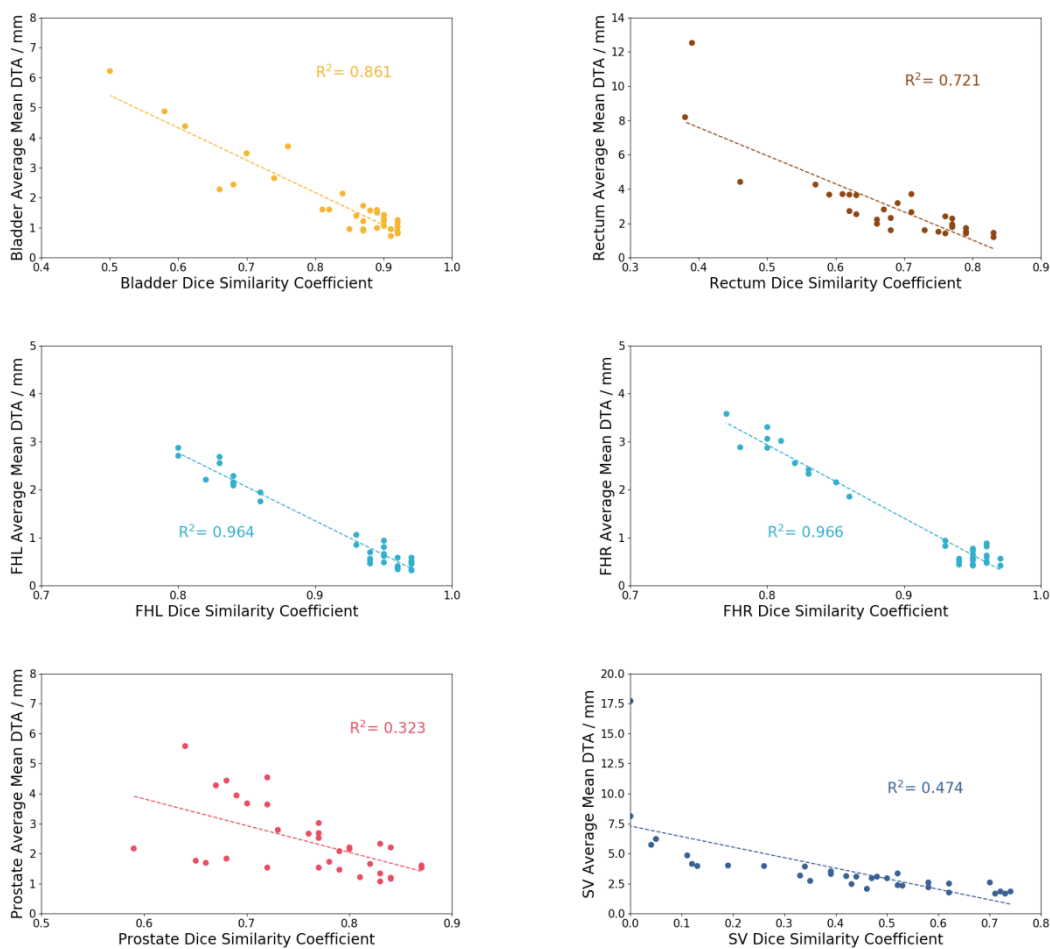 Bladder Average Mean DTA / mm
8
7
6
5
4
3
2
1
0
R²= 0.861
0.4 0.5 0.6 0.7 0.8 0.9 1.0
Bladder Dice Similarity Coefficient
Rectum Average Mean DTA / mm
14
12
10
8
6
4
2
0
R²= 0.721
0.3 0.4 0.5 0.6 0.7 0.8 0.9
Rectum Dice Similarity Coefficient
FHL Average Mean DTA / mm
5
4
3
2
1
0
R²= 0.964
0.7 0.8 0.9 1.0
FHL Dice Similarity Coefficient
FHR Average Mean DTA / mm
5
4
3
2
1
0
R²= 0.966
0.7 0.8 0.9 1.0
FHR Dice Similarity Coefficient
Prostate Average Mean DTA / mm
8
7
6
5
4
3
2
1
0
R²= 0.323
0.5 0.6 0.7 0.8 0.9
Prostate Dice Similarity Coefficient
SV Average Mean DTA / mm
20.0
17.5
15.0
12.5
10.0
7.5
5.0
2.5
0.0
R²= 0.474
0.0 0.1 0.2 0.3 0.4 0.5 0.6 0.7 0.8
SV Dice Similarity Coefficient